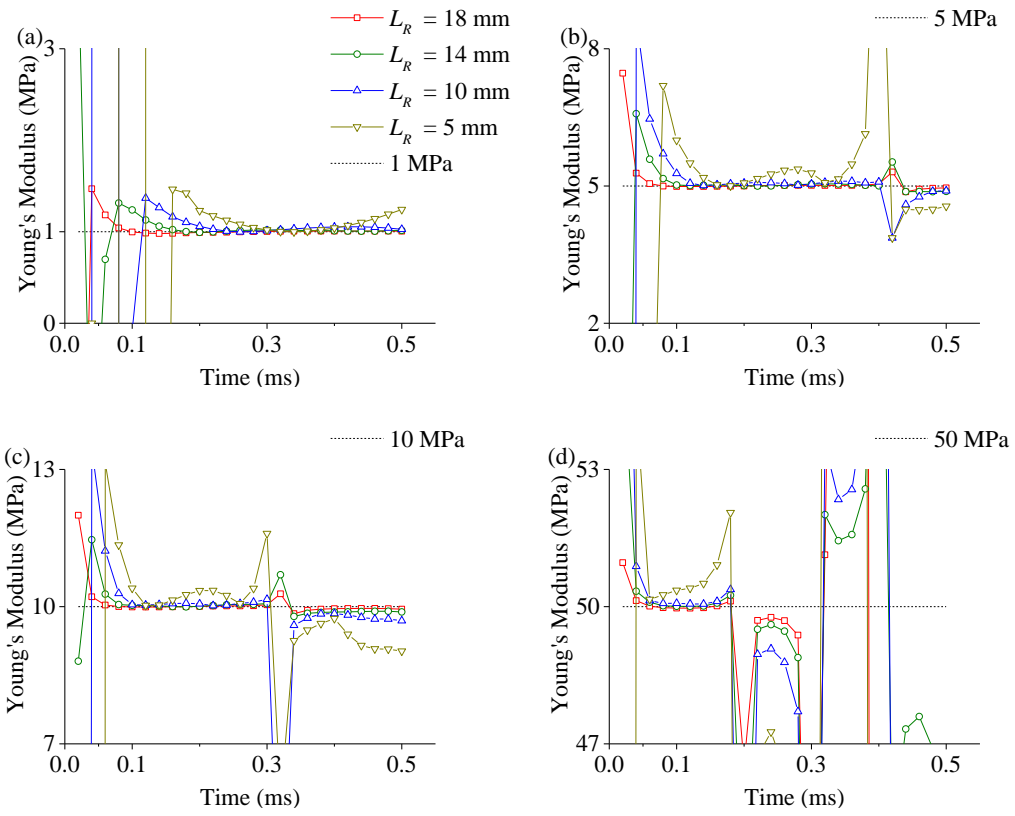 (a)
L_R = 18 mm
L_R = 14 mm
L_R = 10 mm
L_R = 5 mm
1 MPa
3
1
0
Young's Modulus (MPa)
0.0 0.1 0.3 0.5
Time (ms)
(b)
5 MPa
8
5
2
Young's Modulus (MPa)
0.0 0.1 0.3 0.5
Time (ms)
(c)
10 MPa
13
10
7
Young's Modulus (MPa)
0.0 0.1 0.3 0.5
Time (ms)
(d)
50 MPa
53
50
47
Young's Modulus (MPa)
0.0 0.1 0.3 0.5
Time (ms)